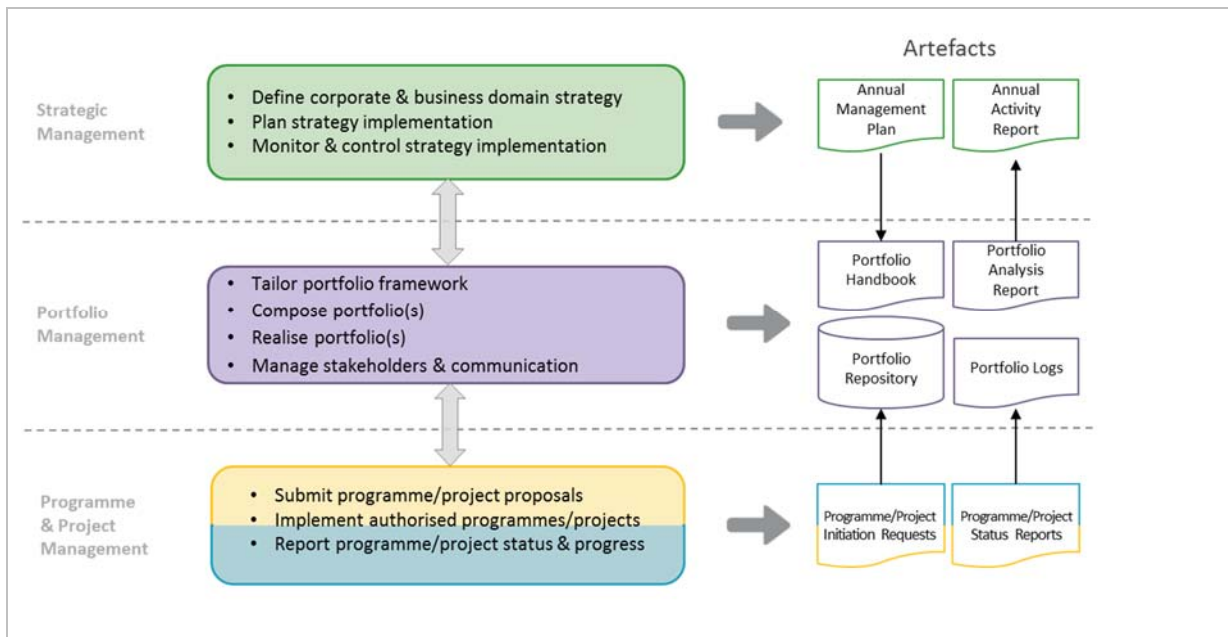 Artefacts
Strategic
Management
• Define corporate & business domain strategy
• Plan strategy implementation
• Monitor & control strategy implementation
Annual
Management
Plan
Annual
Activity
Report
Portfolio
Management
• Tailor portfolio framework
• Compose portfolio(s)
• Realise portfolio(s)
• Manage stakeholders & communication
Portfolio
Handbook
Portfolio
Analysis
Report
Portfolio
Repository
Portfolio Logs
Programme
& Project
Management
• Submit programme/project proposals
• Implement authorised programmes/projects
• Report programme/project status & progress
Programme/Project
Initiation Requests
Programme/Project
Status Reports